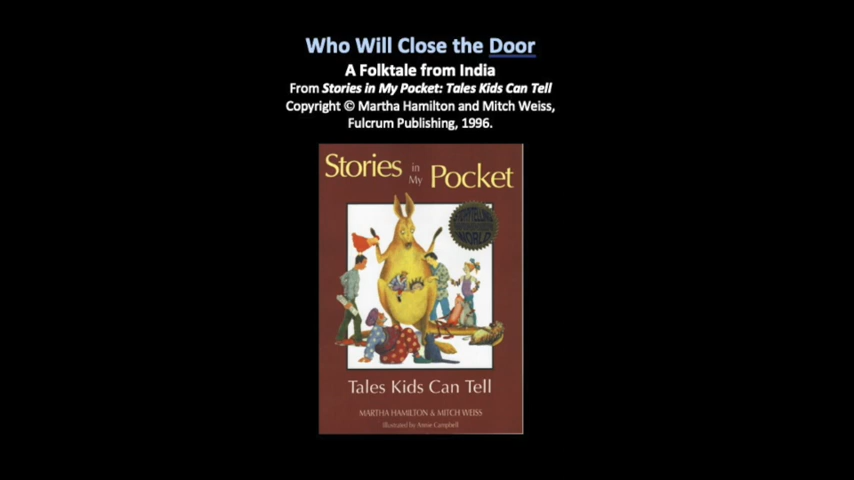 Who Will Close the Door
A Folktale from India
From Stories in My Pocket: Tales Kids Can Tell
Copyright © Martha Hamilton and Mitch Weiss,
Fulcrum Publishing, 1996.
Stories in My Pocket
STORYTELLING
WORLD
Tales Kids Can Tell
MARTHA HAMILTON & MITCH WEISS
Illustrated by Annie Campbell